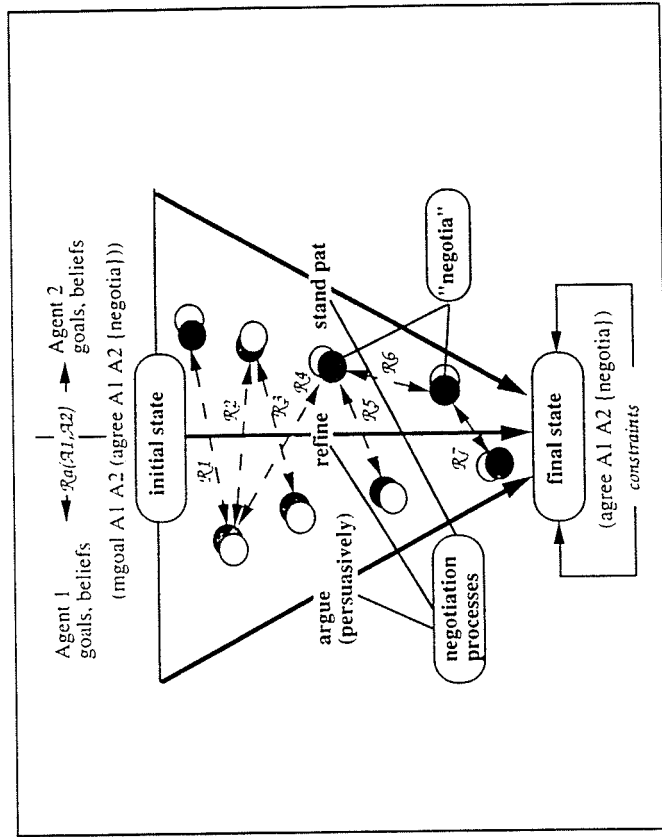 Agent 1
goals, beliefs
Ra(A1,A2)
Agent 2
goals, beliefs
(mgoal A1 A2 (agree A1 A2 {negotia}))
initial state
R1
R2
R3
R4
argue
(persuasively)
refine
stand pat
R5
R6
R7
negotiation
processes
"negotia"
final state
(agree A1 A2 {negotia})
constraints